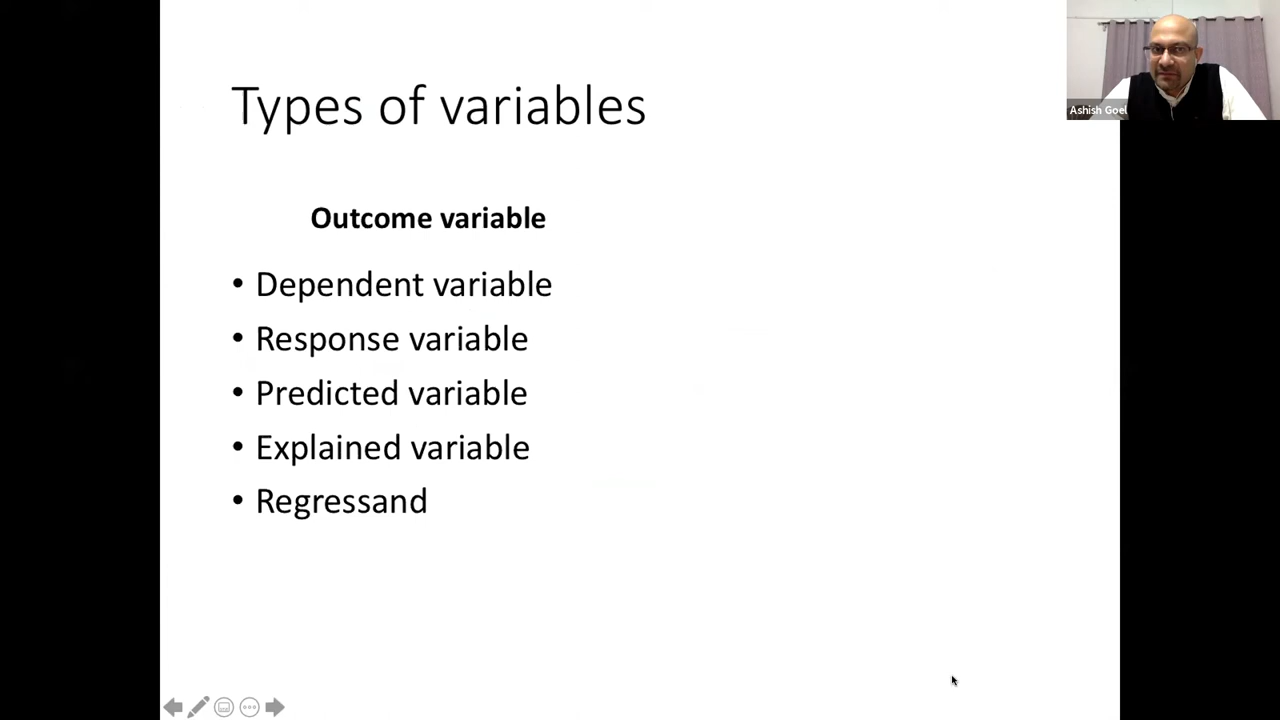 Types of variables
Ashish Goel
Outcome variable
• Dependent variable
• Response variable
• Predicted variable
• Explained variable
• Regressand